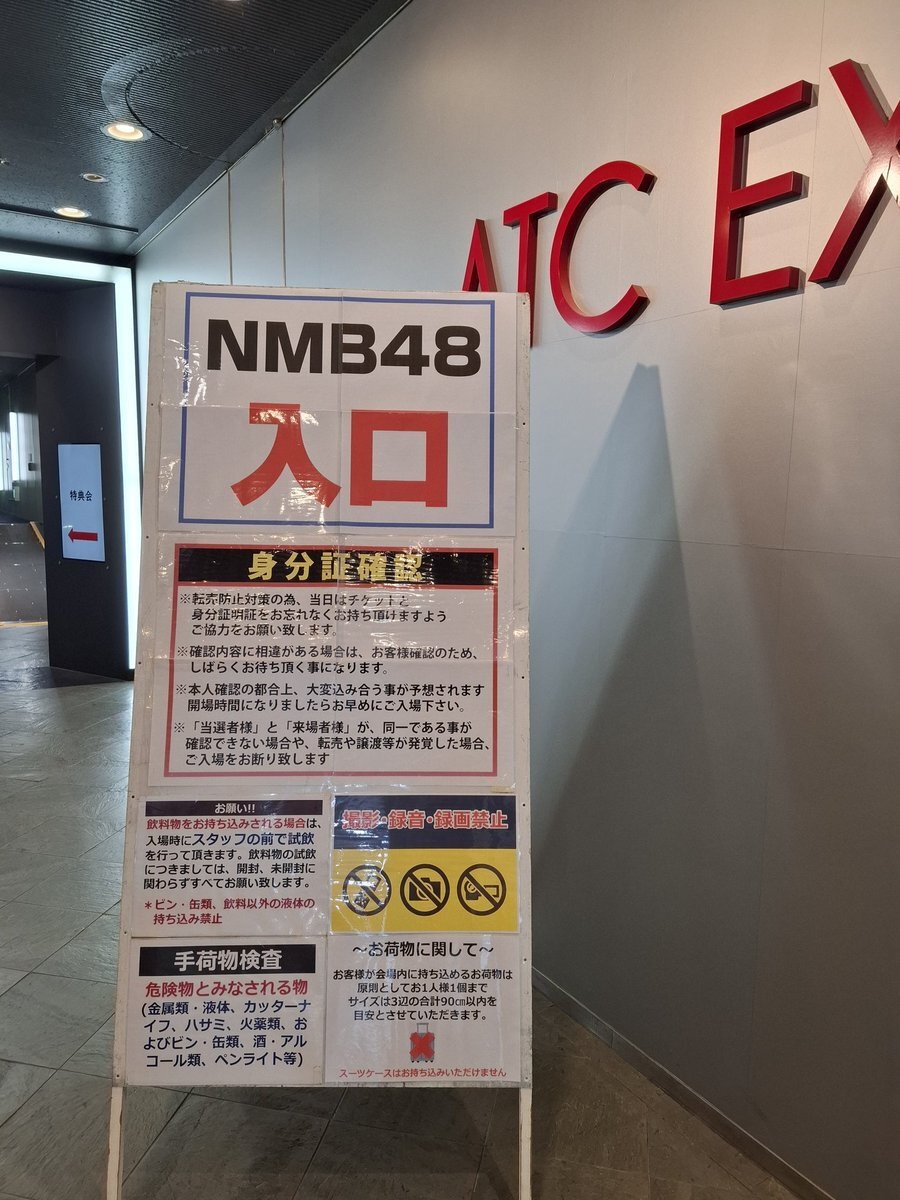 ATC EX
NMB48
入口
特典会
身分証確認
※転売防止対策の為、当日はチケットと
身分証明証をお忘れなくお持ち頂けますよう
ご協力をお願い致します。
※確認内容に相違がある場合は、お客様確認のため、
しばらくお待ち頂く事になります。
※本人確認の都合上、大変込み合う事が予想されます
開場時間になりましたらお早めにご入場下さい。
※「当選者様」と「来場者様」が、同一である事が
確認できない場合や、転売や譲渡等が発覚した場合、
ご入場をお断り致します
お願い!!
飲料物をお持ち込みされる場合は、
入場時にスタッフの前で試飲
を行って頂きます。飲料物の試飲
につきましては、開封、未開封に
関わらずすべてお願い致します。
＊ビン・缶類、飲料以外の液体の
持ち込み禁止
撮影・録音・録画禁止
手荷物検査
危険物とみなされる物
(金属類・液体、カッターナ
イフ、ハサミ、火薬類、お
よびビン・缶類、酒・アル
コール類、ペンライト等)
～お荷物に関して～
お客様が会場内に持ち込めるお荷物は
原則としてお1人様1個まで
サイズは3辺の合計90㎝以内を
目安とさせていただきます。
スーツケースはお持ち込みいただけません